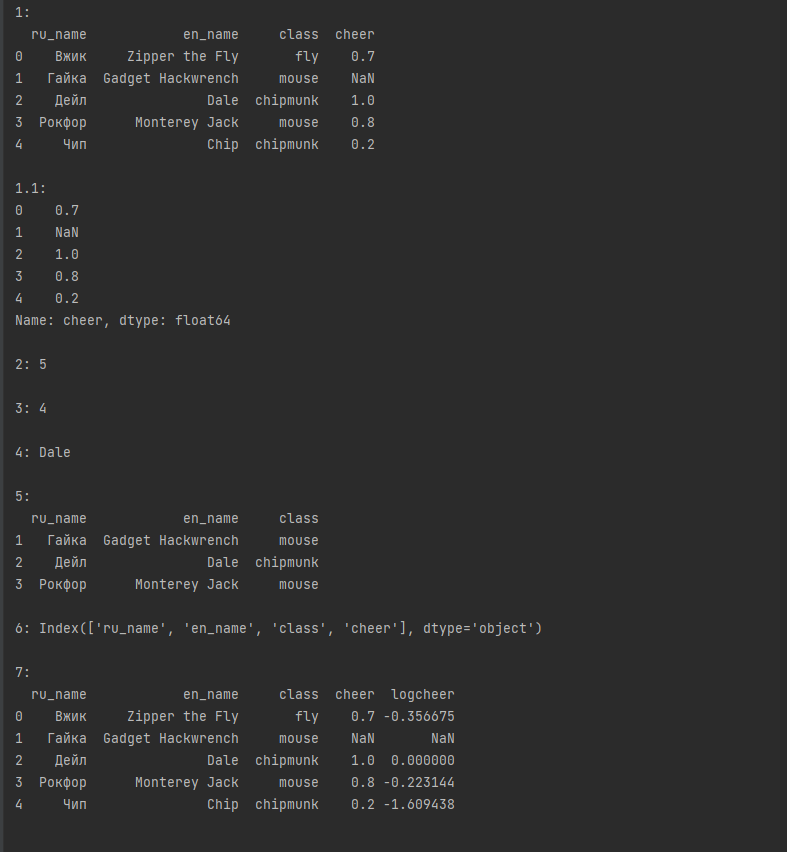 1:
  ru_name            en_name     class  cheer
0    Вжик     Zipper the Fly       fly    0.7
1   Гайка  Gadget Hackwrench     mouse    NaN
2    Дейл               Dale  chipmunk    1.0
3  Рокфор      Monterey Jack     mouse    0.8
4     Чип               Chip  chipmunk    0.2
1.1:
0    0.7
1    NaN
2    1.0
3    0.8
4    0.2
Name: cheer, dtype: float64
2: 5
3: 4
4: Dale
5:
  ru_name            en_name     class
1   Гайка  Gadget Hackwrench     mouse
2    Дейл               Dale  chipmunk
3  Рокфор      Monterey Jack     mouse
6: Index(['ru_name', 'en_name', 'class', 'cheer'], dtype='object')
7:
  ru_name            en_name     class  cheer  logcheer
0    Вжик     Zipper the Fly       fly    0.7 -0.356675
1   Гайка  Gadget Hackwrench     mouse    NaN       NaN
2    Дейл               Dale  chipmunk    1.0  0.000000
3  Рокфор      Monterey Jack     mouse    0.8 -0.223144
4     Чип               Chip  chipmunk    0.2 -1.609438